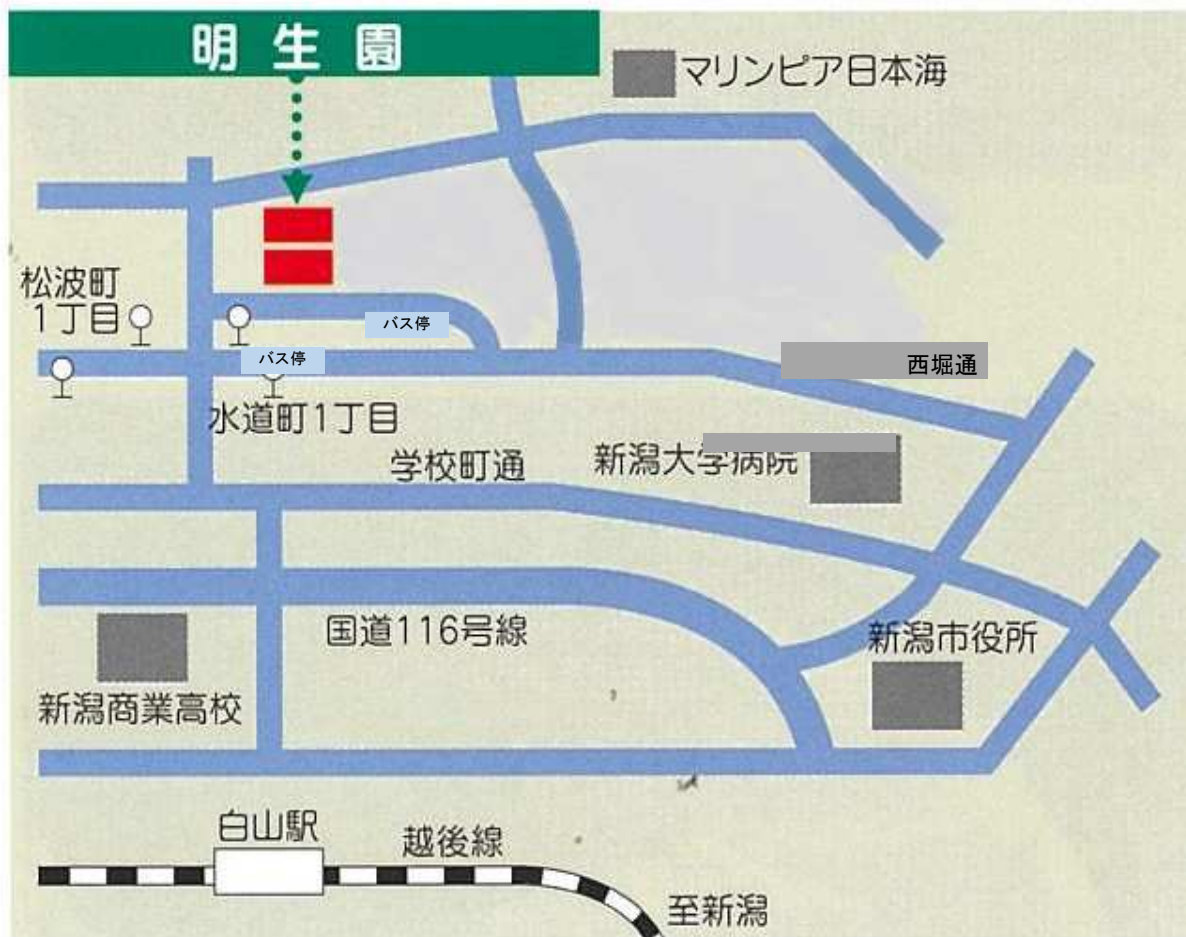 明生園
マリンピア日本海
松波町
1丁目
バス停
バス停
西堀通
水道町1丁目
学校町通
新潟大学病院
国道116号線
新潟市役所
新潟商業高校
白山駅
越後線
至新潟